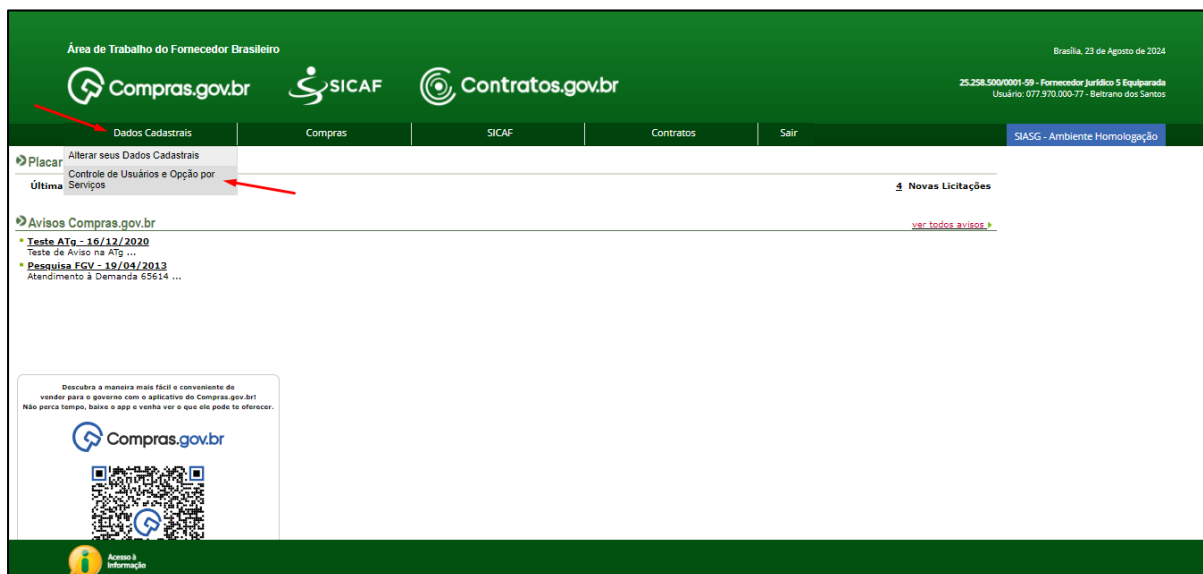 Área de Trabalho do Fornecedor Brasileiro
Brasília, 23 de Agosto de 2024
Compras.gov.br
SICAF
Contratos.gov.br
25.258.500/0001-59 - Fornecedor Jurídico S Equiparada
Usuário: 077.970.000-77 - Beltrano dos Santos
Dados Cadastrais
Compras
SICAF
Contratos
Sair
SIASG - Ambiente Homologação
Placar
Alterar seus Dados Cadastrais
Controle de Usuários e Opção por
Serviços
Última
4 Novas Licitações
Avisos Compras.gov.br
ver todos avisos
Teste ATg - 16/12/2020
Teste de Aviso na ATg ...
Pesquisa FGV - 19/04/2013
Atendimento à Demanda 65614 ...
Descubra a maneira mais fácil e conveniente de
vender para o governo com o aplicativo do Compras.gov.br!
Não perca tempo, baixe o app e venha ver o que ele pode te oferecer.
Compras.gov.br
Acesso à
Informação